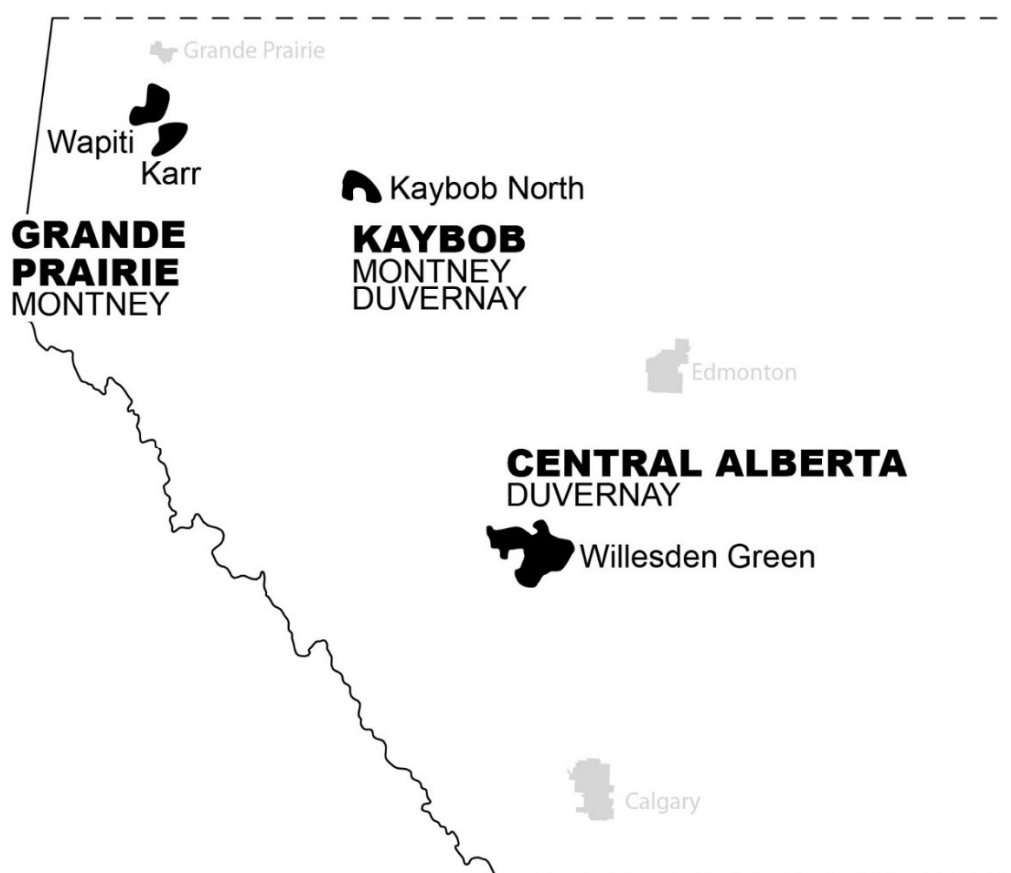 Grande Prairie
Wapiti
Karr
Kaybob North
GRANDE
PRAIRIE
MONTNEY
KAYBOB
MONTNEY
DUVERNAY
Edmonton
CENTRAL ALBERTA
DUVERNAY
Willesden Green
Calgary